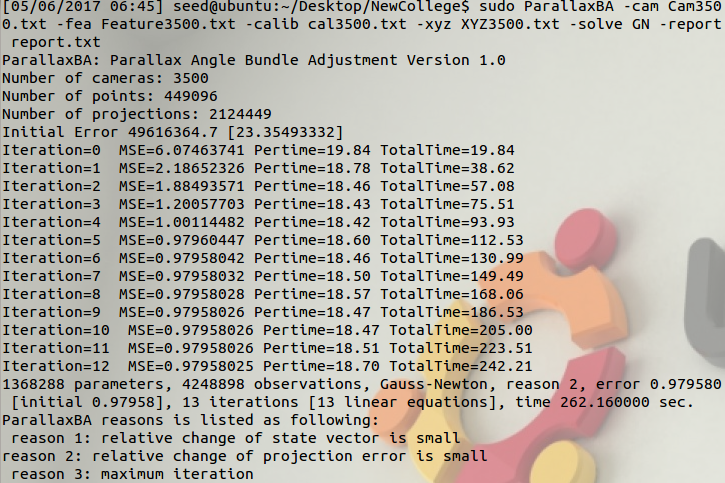 [05/06/2017 06:45] seed@ubuntu:~/Desktop/NewCollege$ sudo ParallaxBA -cam Cam350
0.txt -fea Feature3500.txt -calib cal3500.txt -xyz XYZ3500.txt -solve GN -report
 report.txt
ParallaxBA: Parallax Angle Bundle Adjustment Version 1.0
Number of cameras: 3500
Number of points: 449096
Number of projections: 2124449
Initial Error 49616364.7 [23.35493332]
Iteration=0  MSE=6.07463741 Pertime=19.84 TotalTime=19.84
Iteration=1  MSE=2.18652326 Pertime=18.78 TotalTime=38.62
Iteration=2  MSE=1.88493571 Pertime=18.46 TotalTime=57.08
Iteration=3  MSE=1.20057703 Pertime=18.43 TotalTime=75.51
Iteration=4  MSE=1.00114482 Pertime=18.42 TotalTime=93.93
Iteration=5  MSE=0.97960447 Pertime=18.60 TotalTime=112.53
Iteration=6  MSE=0.97958042 Pertime=18.46 TotalTime=130.99
Iteration=7  MSE=0.97958032 Pertime=18.50 TotalTime=149.49
Iteration=8  MSE=0.97958028 Pertime=18.57 TotalTime=168.06
Iteration=9  MSE=0.97958026 Pertime=18.47 TotalTime=186.53
Iteration=10  MSE=0.97958026 Pertime=18.47 TotalTime=205.00
Iteration=11  MSE=0.97958026 Pertime=18.51 TotalTime=223.51
Iteration=12  MSE=0.97958025 Pertime=18.70 TotalTime=242.21
1368288 parameters, 4248898 observations, Gauss-Newton, reason 2, error 0.979580
 [initial 0.97958], 13 iterations [13 linear equations], time 262.160000 sec.
ParallaxBA reasons is listed as following:
 reason 1: relative change of state vector is small
reason 2: relative change of projection error is small
 reason 3: maximum iteration